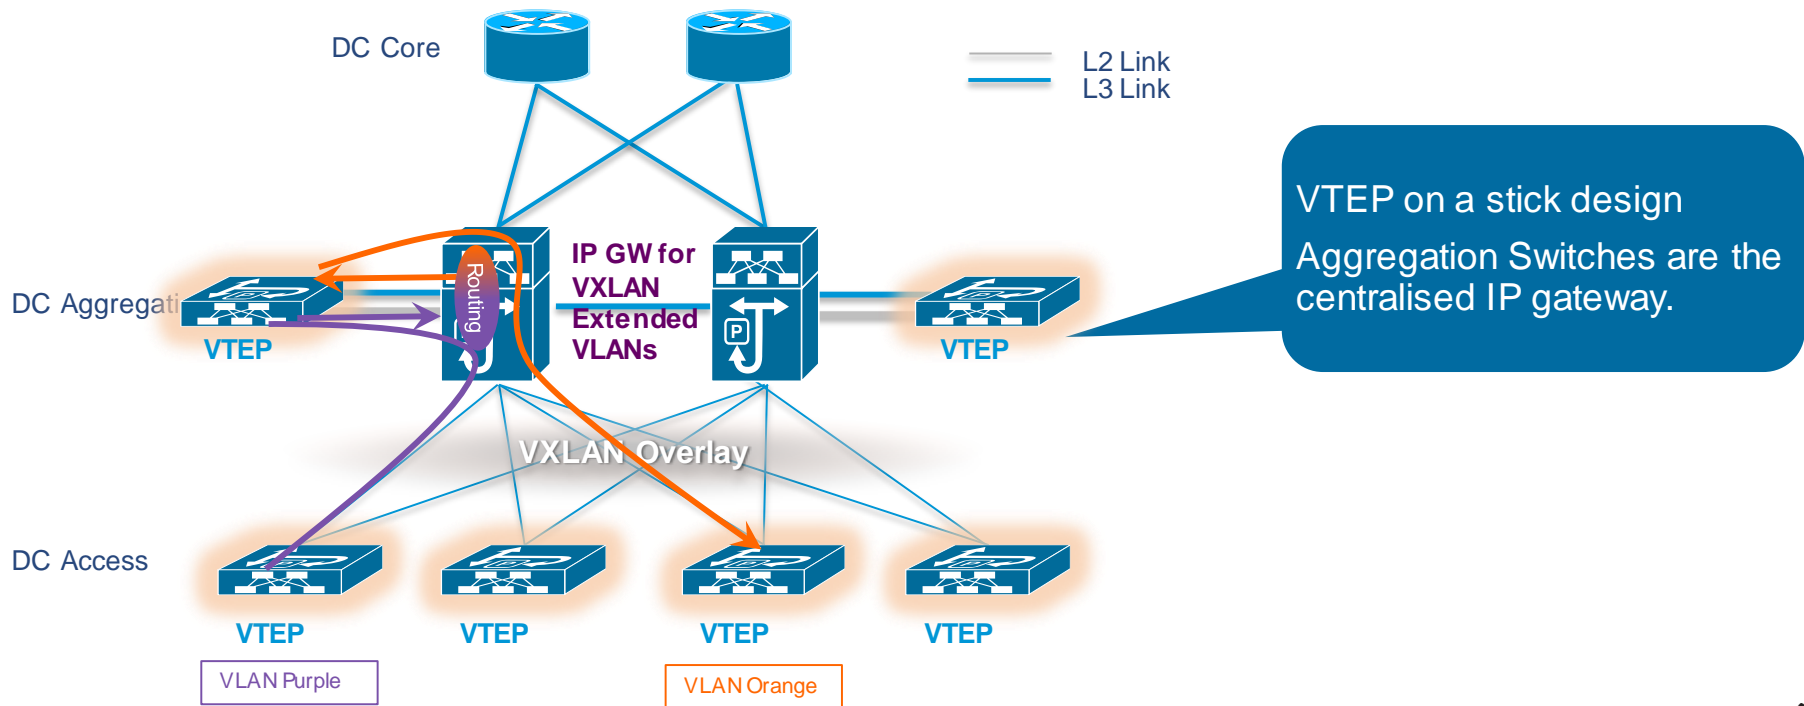 DC Core
L2 Link
L3 Link
VTEP on a stick design
Aggregation Switches are the
centralised IP gateway.
IP GW for
VXLAN
Extended
VLANs
Routing
DC Aggregati
P
VTEP
VTEP
VXLAN Overlay
DC Access
VTEP
VTEP
VTEP
VTEP
VLAN Purple
VLAN Orange